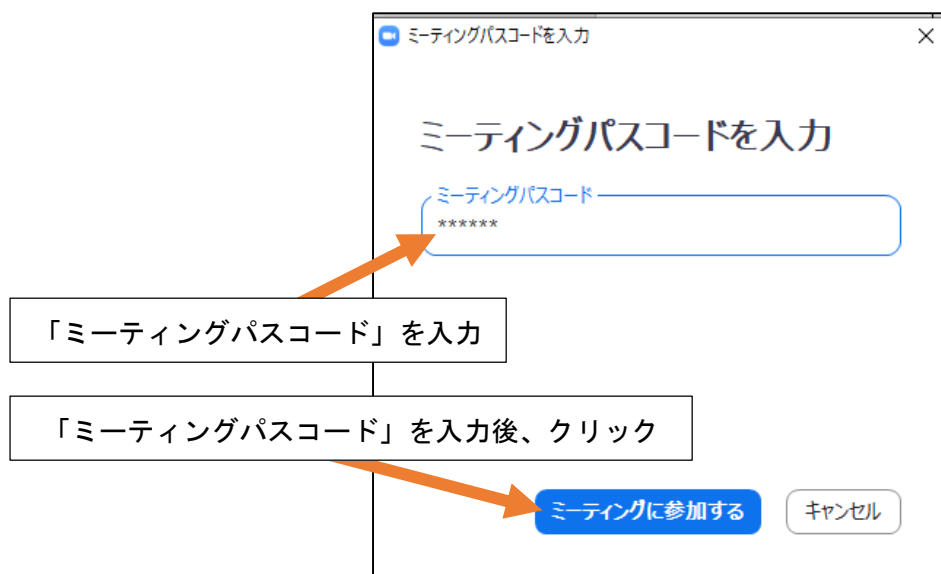 ミーティングパスコードを入力
ミーティングパスコードを入力
ミーティングパスコード
******
「ミーティングパスコード」を入力
「ミーティングパスコード」を入力後、クリック
ミーティングに参加する
キャンセル